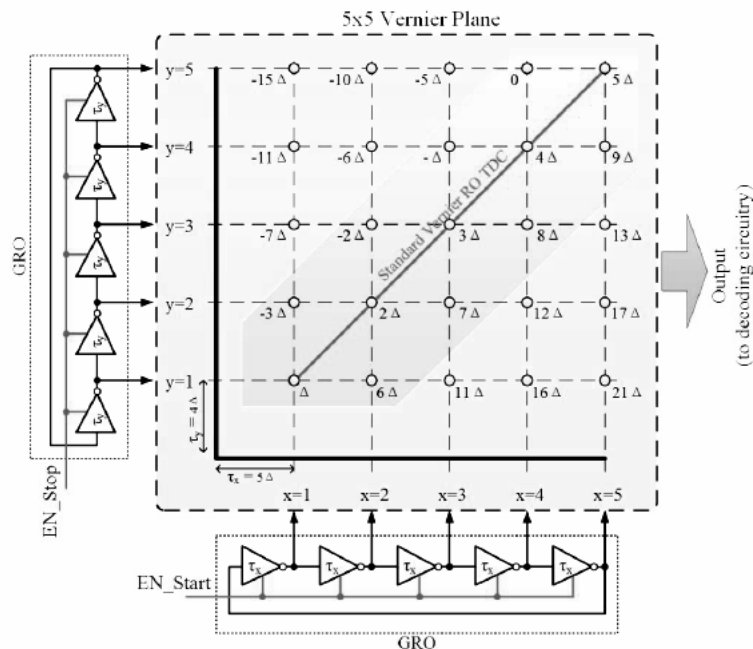 5x5 Vernier Plane
y=5
-15 Δ
-10 Δ
-5 Δ
0
5 Δ
y=4
-11 Δ
-6 Δ
-Δ
4 Δ
9 Δ
y=3
-7 Δ
-2 Δ
3 Δ
8 Δ
13 Δ
y=2
-3 Δ
2 Δ
7 Δ
12 Δ
17 Δ
y=1
Δ
6 Δ
11 Δ
16 Δ
21 Δ
Standard Vernier RO TDC
τy = 4 Δ
τx = 5 Δ
x=1
x=2
x=3
x=4
x=5
GRO
τy
τy
τy
τy
τy
EN_Stop
EN_Start
τx
τx
τx
τx
τx
GRO
Output
(to decoding circuitry)